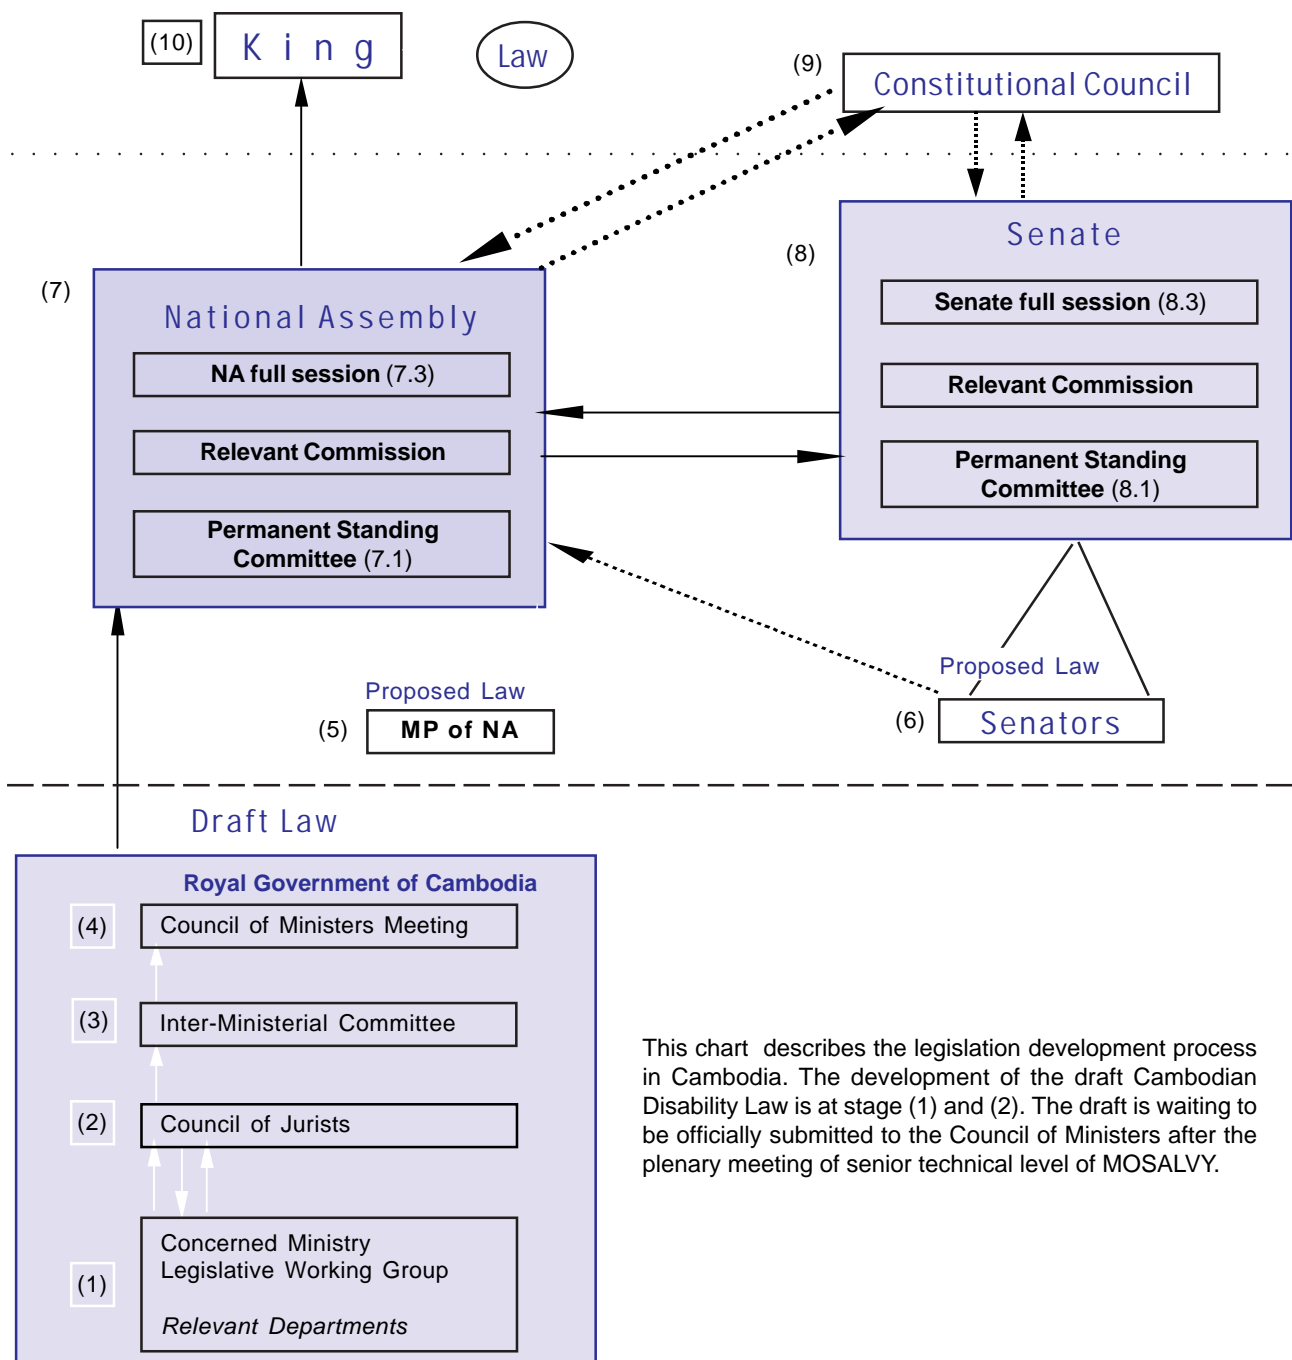 (10)
King
Law
(9)
Constitutional Council
(8)
Senate
Senate full session (8.3)
Relevant Commission
Permanent Standing
Committee (8.1)
(7)
National Assembly
NA full session (7.3)
Relevant Commission
Permanent Standing
Committee (7.1)
Proposed Law
(5)
MP of NA
Proposed Law
(6)
Senators
Draft Law
Royal Government of Cambodia
(4)
Council of Ministers Meeting
(3)
Inter-Ministerial Committee
(2)
Council of Jurists
(1)
Concerned Ministry
Legislative Working Group
Relevant Departments
This chart describes the legislation development process
in Cambodia. The development of the draft Cambodian
Disability Law is at stage (1) and (2). The draft is waiting to
be officially submitted to the Council of Ministers after the
plenary meeting of senior technical level of MOSALVY.